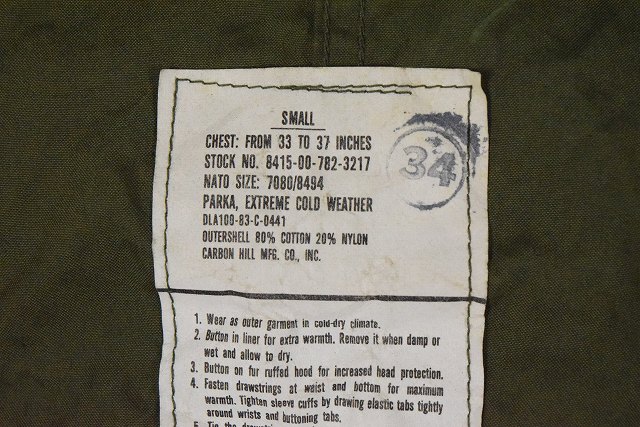 SMALL
CHEST: FROM 33 TO 37 INCHES
STOCK NO. 8415-00-782-3217
NATO SIZE: 7080/8494
PARKA, EXTREME COLD WEATHER
DLA100-83-C-0441
OUTERSHELL 80% COTTON 20% NYLON
CARBON HILL MFG. CO., INC.
34
1. Wear as outer garment in cold-dry climate.
2. Button in liner for extra warmth. Remove it when damp or
wet and allow to dry.
3. Button on fur ruffed hood for increased head protection.
4. Fasten drawstrings at waist and bottom for maximum
warmth. Tighten sleeve cuffs by drawing elastic tabs tightly
around wrists and buttoning tabs.
5. Tie the